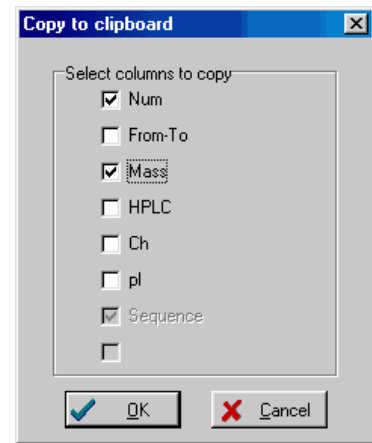 Copy to clipboard
Select columns to copy
Num
From-To
Mass
HPLC
Ch
pI
Sequence
OK
Cancel